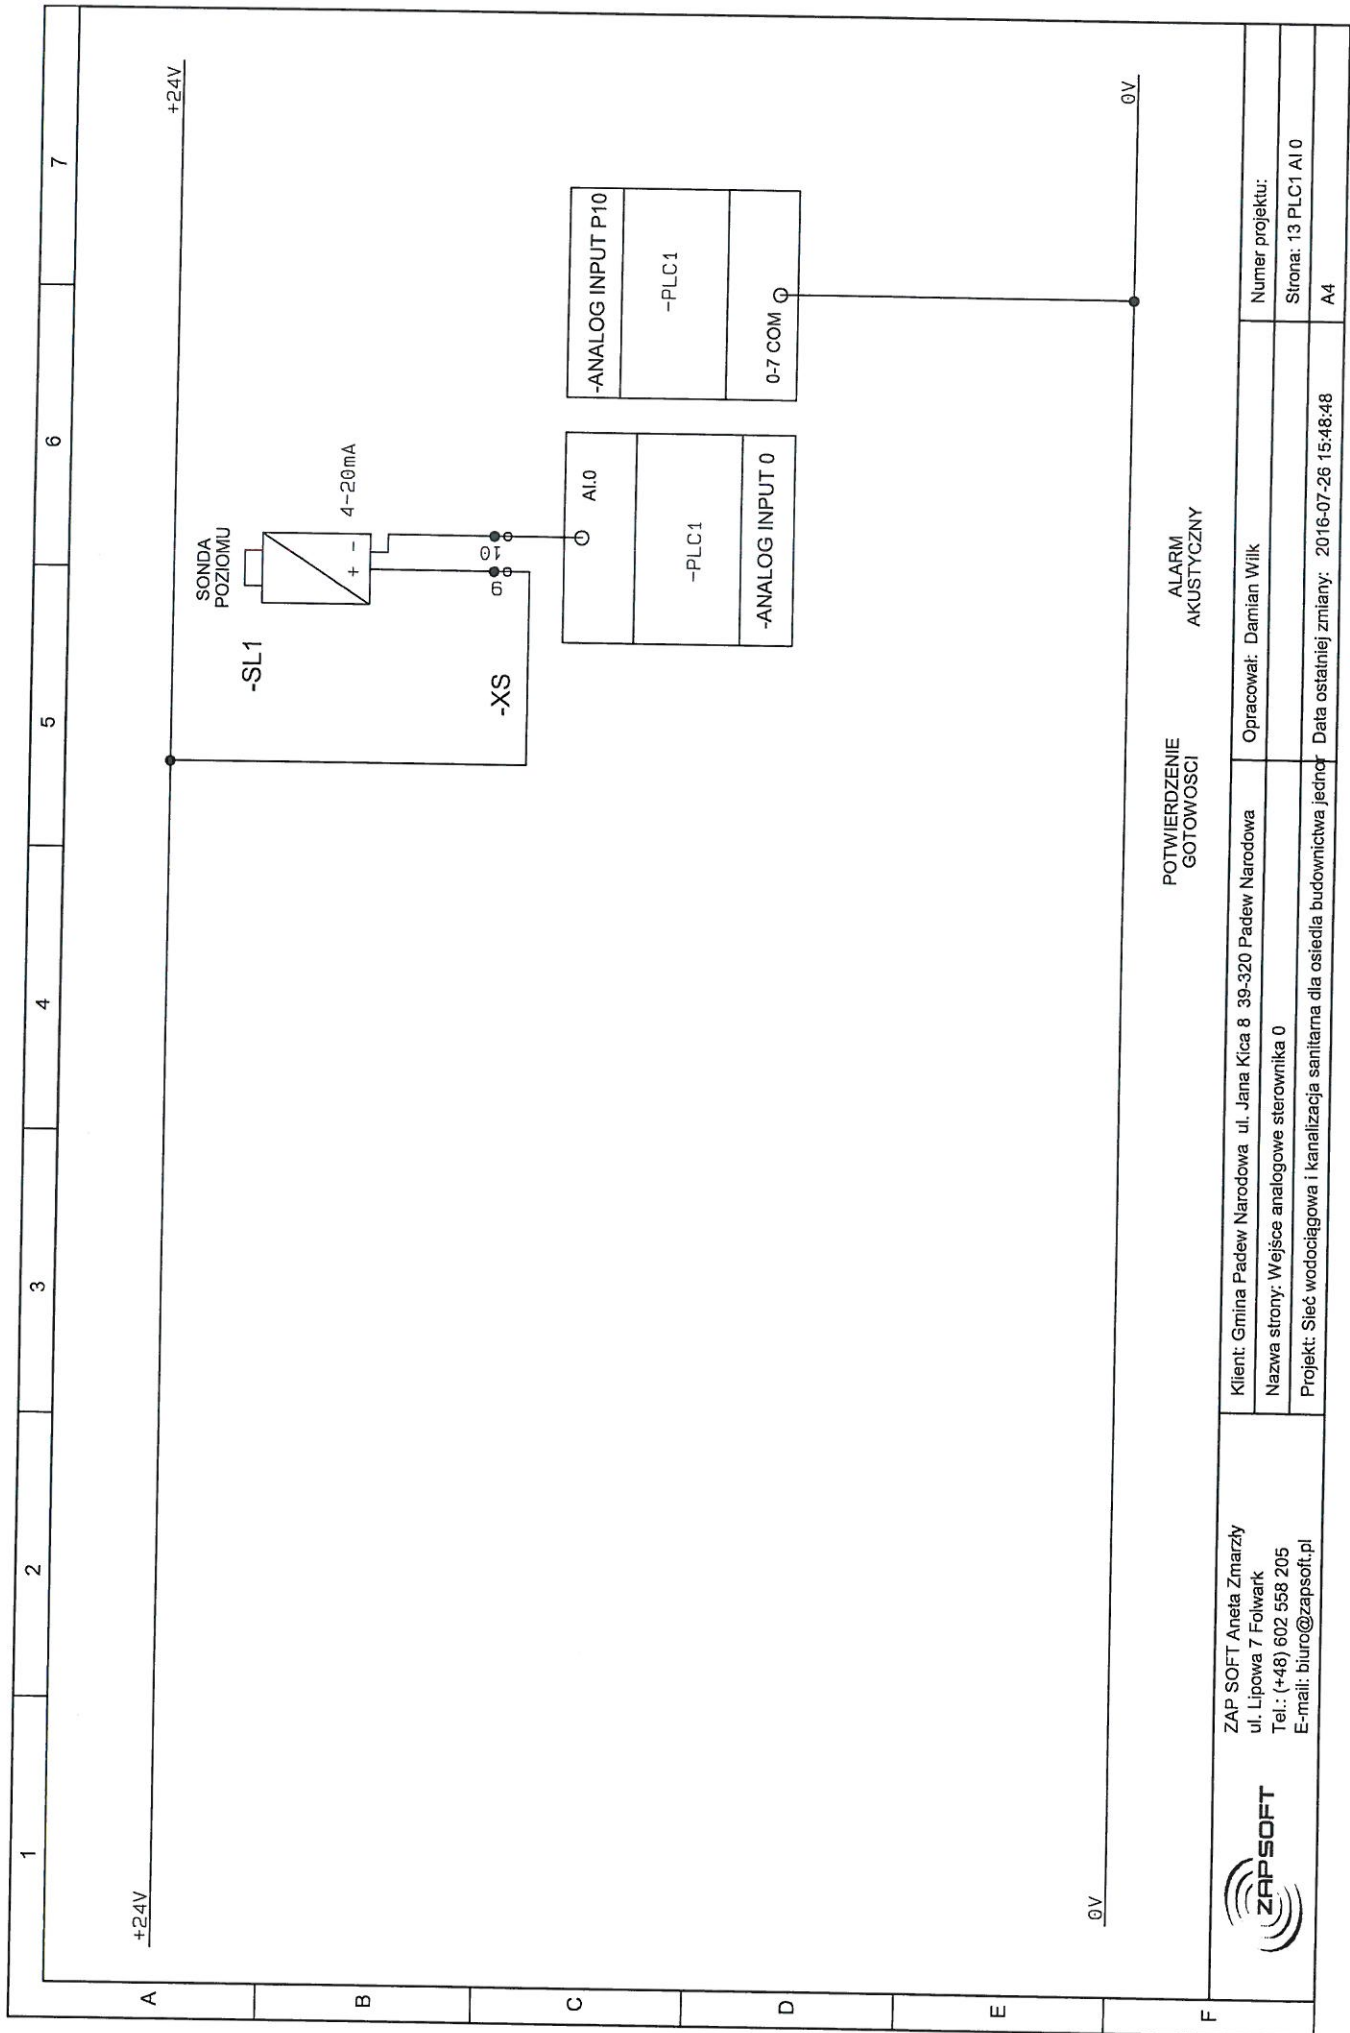 1
2
3
4
5
6
7
A
B
C
D
E
F
+24V
+24V
SONDA
POZIOMU
-SL1
+ -
4-20mA
-XS
9
10
AI.0
-PLC1
-ANALOG INPUT 0
-ANALOG INPUT P10
-PLC1
0-7 COM
0V
0V
POTWIERDZENIE
GOTOWOSCI
ALARM
AKUSTYCZNY
ZAPSOFT
ZAP SOFT Aneta Zmarzły
ul. Lipowa 7 Folwark
Tel.: (+48) 602 558 205
E-mail: biuro@zapsoft.pl
Klient: Gmina Padew Narodowa ul. Jana Kica 8 39-320 Padew Narodowa
Opracował: Damian Wilk
Numer projektu:
Nazwa strony: Wejśce analogowe sterownika 0
Strona: 13 PLC1 AI 0
Projekt: Sieć wodociągowa i kanalizacja sanitarna dla osiedla budownictwa jednor
Data ostatniej zmiany: 2016-07-26 15:48:48
A4